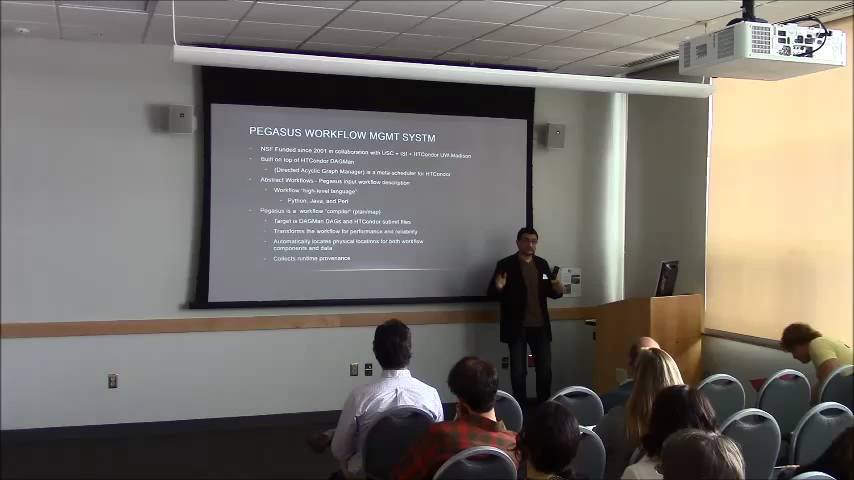 PEGASUS WORKFLOW MGMT SYSTM
- NSF Funded since 2001 in collaboration with USC + ISI + HTCondor UW-Madison
- Built on top of HTCondor DAGMan
- (Directed Acyclic Graph Manager) is a meta-scheduler for HTCondor
- Abstract Workflows - Pegasus input workflow description
- Workflow "high-level language"
- Python, Java, and Perl
- Pegasus is a workflow "compiler" (plan/map)
- Target is DAGMan DAGs and HTCondor submit files
- Transforms the workflow for performance and reliability
- Automatically locates physical locations for both workflow
components and data
- Collects runtime provenance